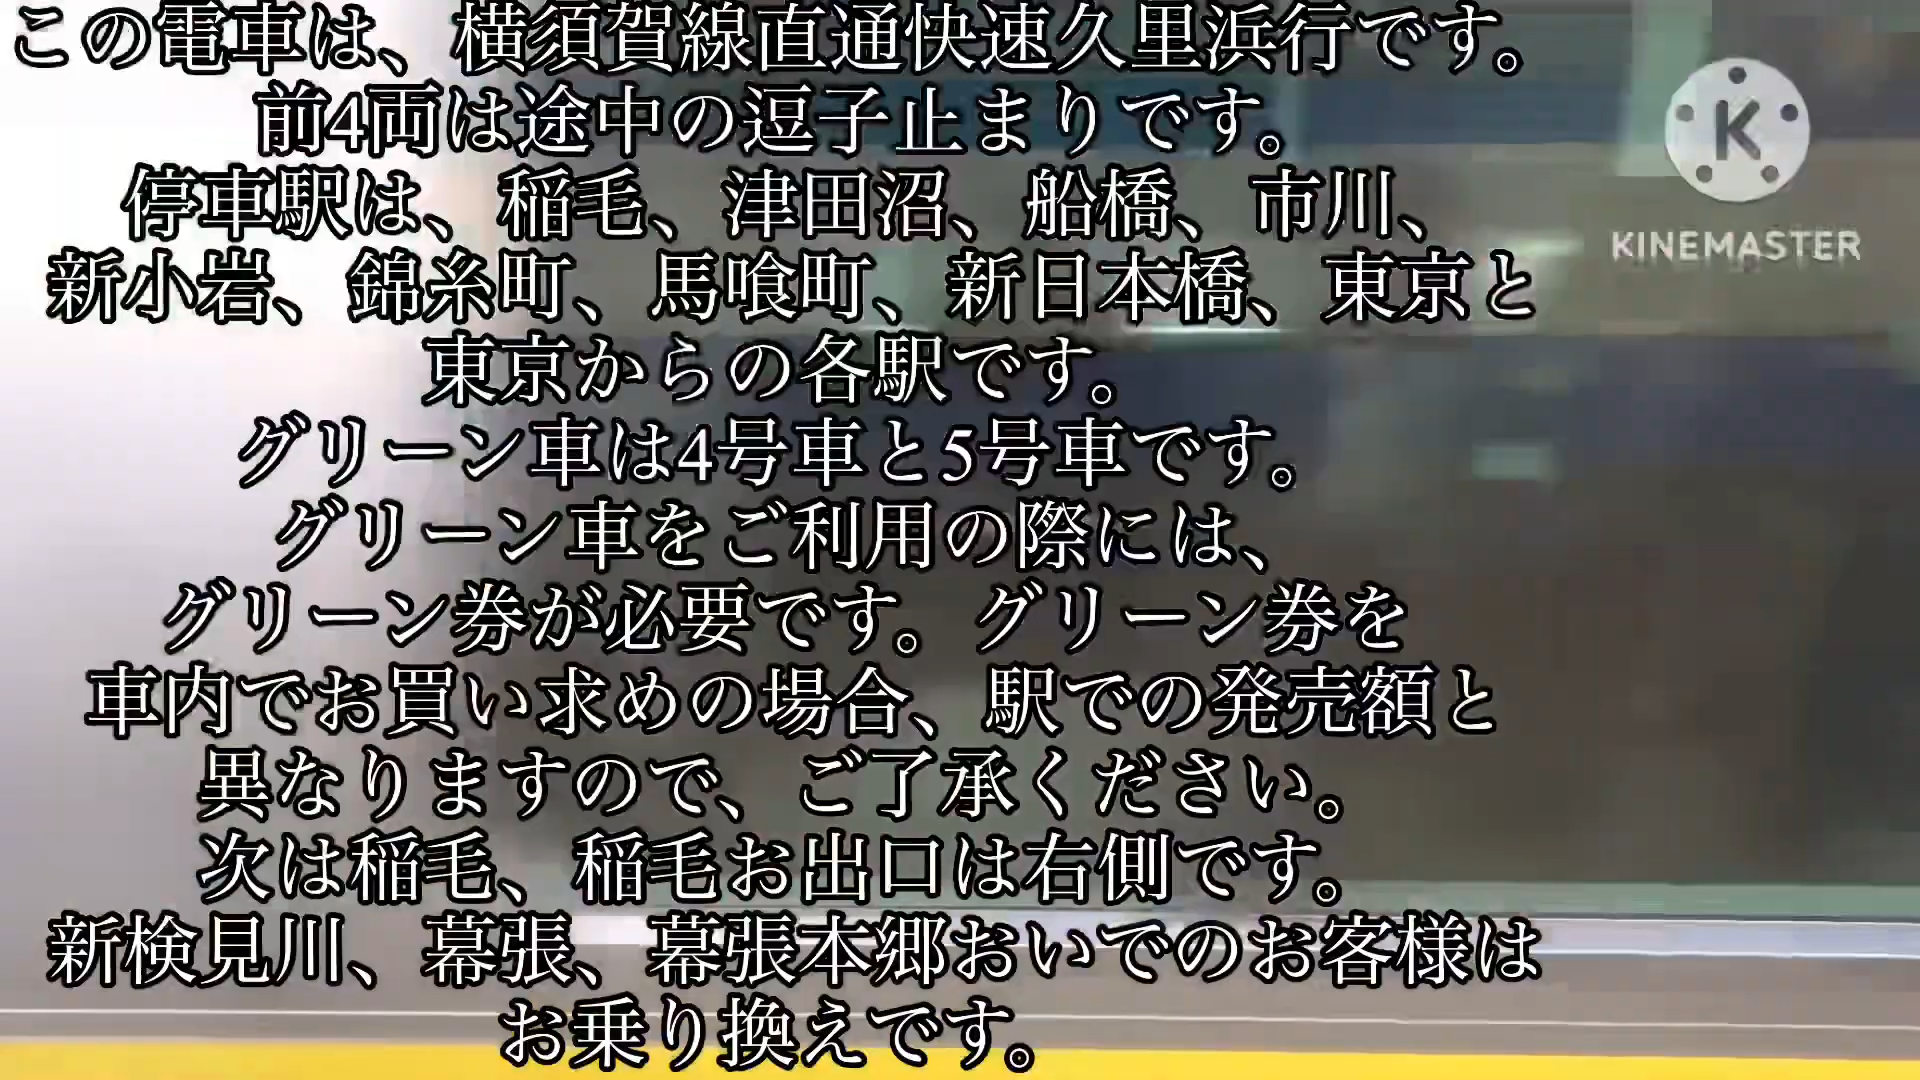 この電車は、横須賀線直通快速久里浜行です。
前4両は途中の逗子止まりです。
停車駅は、稲毛、津田沼、船橋、市川、
新小岩、錦糸町、馬喰町、新日本橋、東京と
東京からの各駅です。
グリーン車は4号車と5号車です。
グリーン車をご利用の際には、
グリーン券が必要です。グリーン券を
車内でお買い求めの場合、駅での発売額と
異なりますので、ご了承ください。
次は稲毛、稲毛お出口は右側です。
新検見川、幕張、幕張本郷おいでのお客様は
お乗り換えです。
K
KINEMASTER